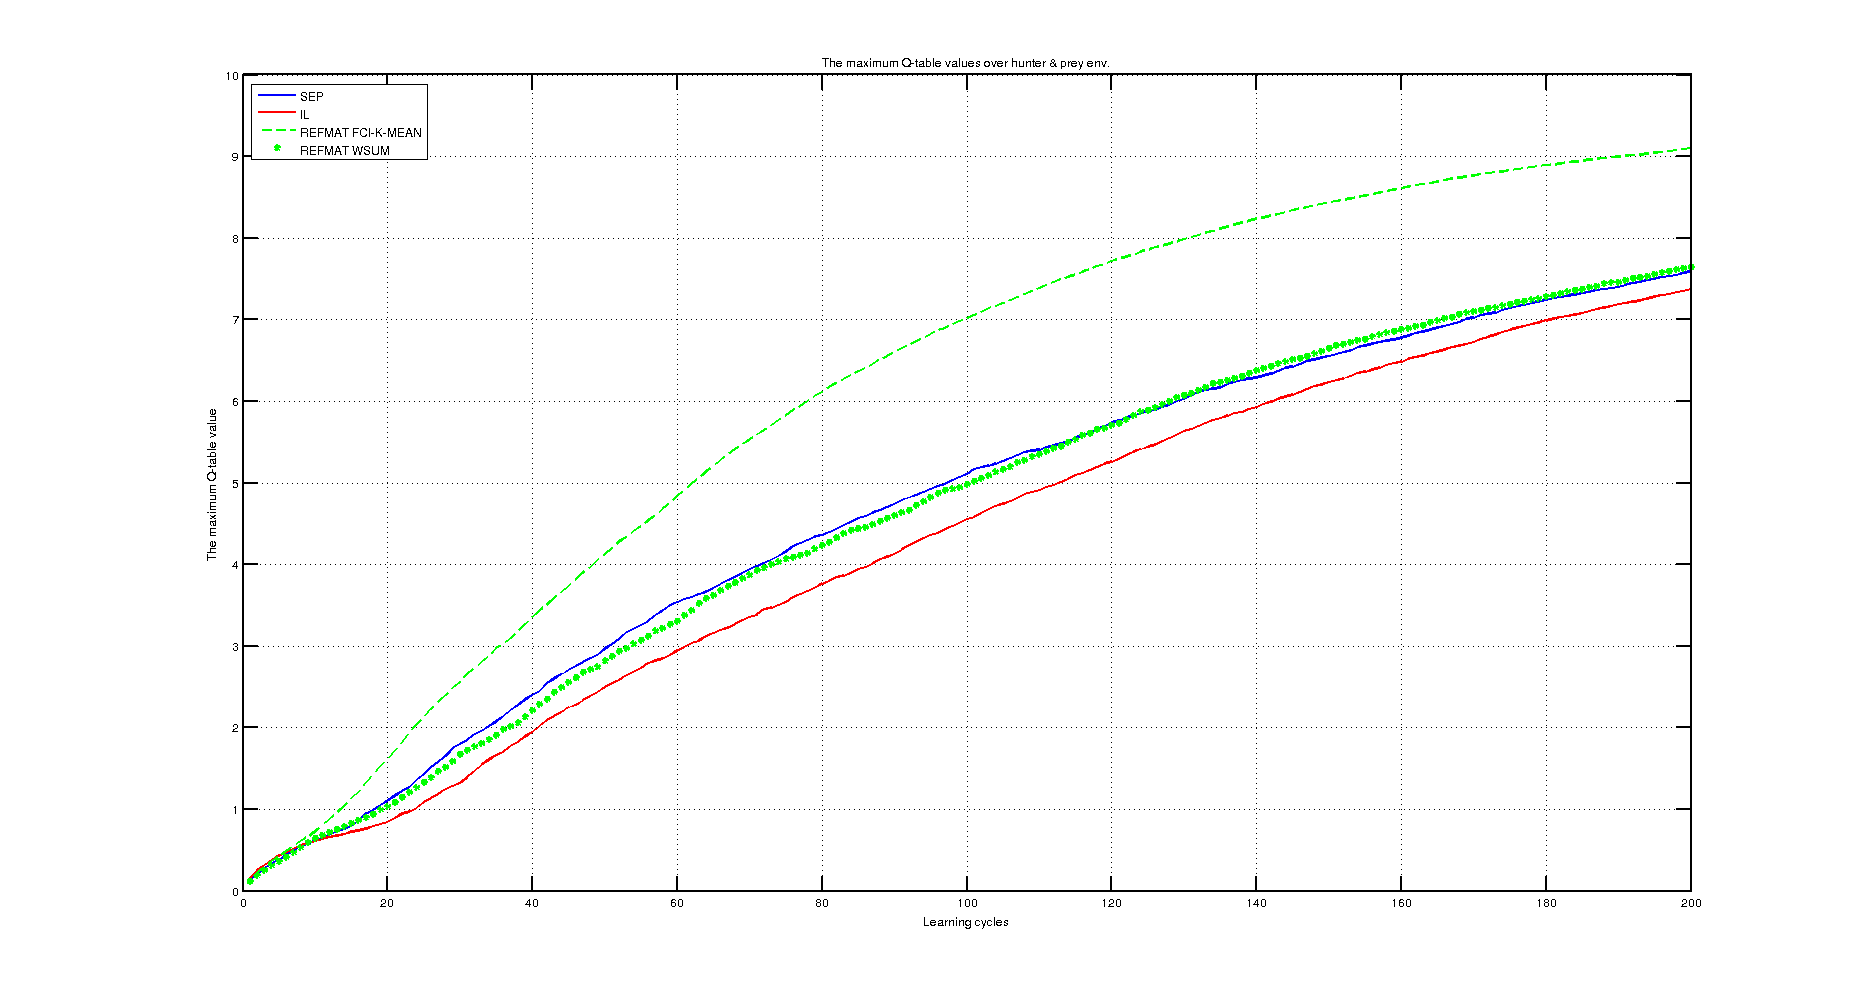 The maximum Q-table values over hunter & prey env.
SEP
IL
REFMAT FCI-K-MEAN
REFMAT WSUM
The maximum Q-table value
10
9
8
7
6
5
4
3
2
1
0
0 20 40 60 80 100 120 140 160 180 200
Learning cycles